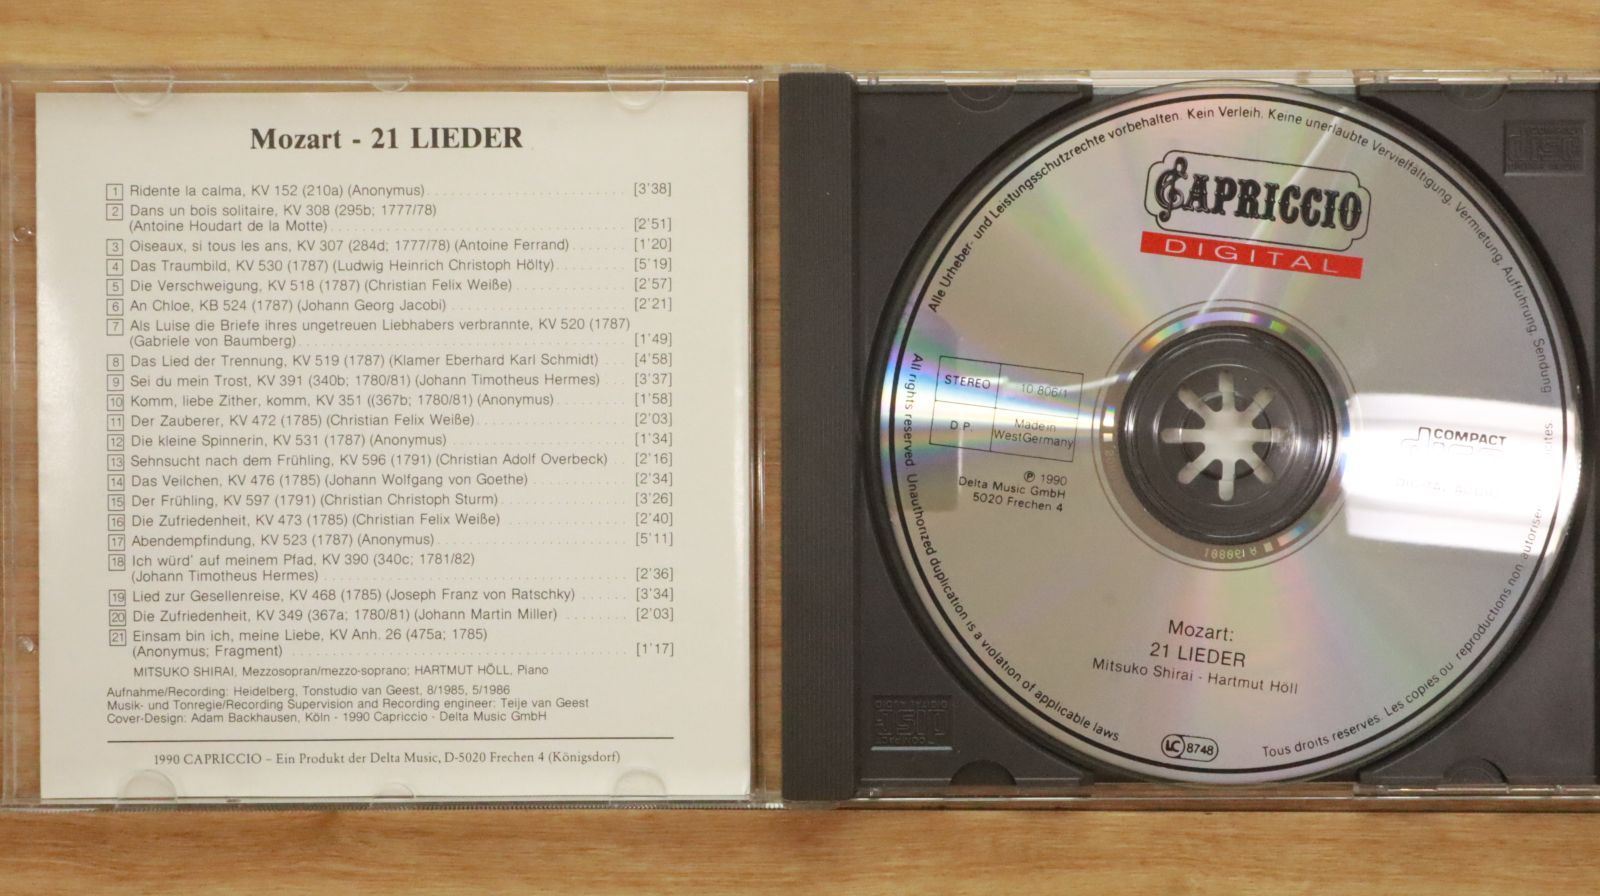 Mozart - 21 LIEDER
1 Ridente la calma, KV 152 (210a) (Anonymus) [3'38]
2 Dans un bois solitaire, KV 308 (295b; 1777/78)
(Antoine Houdart de la Motte) [2'51]
3 Oiseaux, si tous les ans, KV 307 (284d; 1777/78) (Antoine Ferrand) [1'20]
4 Das Traumbild, KV 530 (1787) (Ludwig Heinrich Christoph Hölty) [5'19]
5 Die Verschweigung, KV 518 (1787) (Christian Felix Weiße) [2'57]
6 An Chloe, KB 524 (1787) (Johann Georg Jacobi) [2'21]
7 Als Luise die Briefe ihres ungetreuen Liebhabers verbrannte, KV 520 (1787)
(Gabriele von Baumberg) [1'49]
8 Das Lied der Trennung, KV 519 (1787) (Klamer Eberhard Karl Schmidt) [4'58]
9 Sei du mein Trost, KV 391 (340b; 1780/81) (Johann Timotheus Hermes) [3'37]
10 Komm, liebe Zither, komm, KV 351 ((367b; 1780/81) (Anonymus) [1'58]
11 Der Zauberer, KV 472 (1785) (Christian Felix Weiße) [2'03]
12 Die kleine Spinnerin, KV 531 (1787) (Anonymus) [1'34]
13 Sehnsucht nach dem Frühling, KV 596 (1791) (Christian Adolf Overbeck) [2'16]
14 Das Veilchen, KV 476 (1785) (Johann Wolfgang von Goethe) [2'34]
15 Der Frühling, KV 597 (1791) (Christian Christoph Sturm) [3'26]
16 Die Zufriedenheit, KV 473 (1785) (Christian Felix Weiße) [2'40]
17 Abendempfindung, KV 523 (1787) (Anonymus) [5'11]
18 Ich würd' auf meinem Pfad, KV 390 (340c; 1781/82)
(Johann Timotheus Hermes) [2'36]
19 Lied zur Gesellenreise, KV 468 (1785) (Joseph Franz von Ratschky) [3'34]
20 Die Zufriedenheit, KV 349 (367a; 1780/81) (Johann Martin Miller) [2'03]
21 Einsam bin ich, meine Liebe, KV Anh. 26 (475a; 1785)
(Anonymus; Fragment) [1'17]
MITSUKO SHIRAI, Mezzosopran/mezzo-soprano; HARTMUT HÖLL, Piano
Aufnahme/Recording: Heidelberg, Tonstudio van Geest, 8/1985, 5/1986
Musik- und Tonregie/Recording Supervision and Recording engineer: Teije van Geest
Cover-Design: Adam Backhausen, Köln - 1990 Capriccio - Delta Music GmbH
1990 CAPRICCIO – Ein Produkt der Delta Music, D-5020 Frechen 4 (Königsdorf)
Alle Urheber- und Leistungsschutzrechte vorbehalten. Kein Verleih. Keine unerlaubte Vervielfältigung, Vermietung, Aufführung, Sendung
CAPRICCIO
DIGITAL
STEREO 10 806/1
D.P. Made in
West Germany
℗ 1990
Delta Music GmbH
5020 Frechen 4
COMPACT
disc
DIGITAL AUDIO
Mozart:
21 LIEDER
Mitsuko Shirai · Hartmut Höll
LC 8748
All rights reserved. Unauthorized duplication is a violation of applicable laws
Tous droits reservés. Les copies ou reproductions non